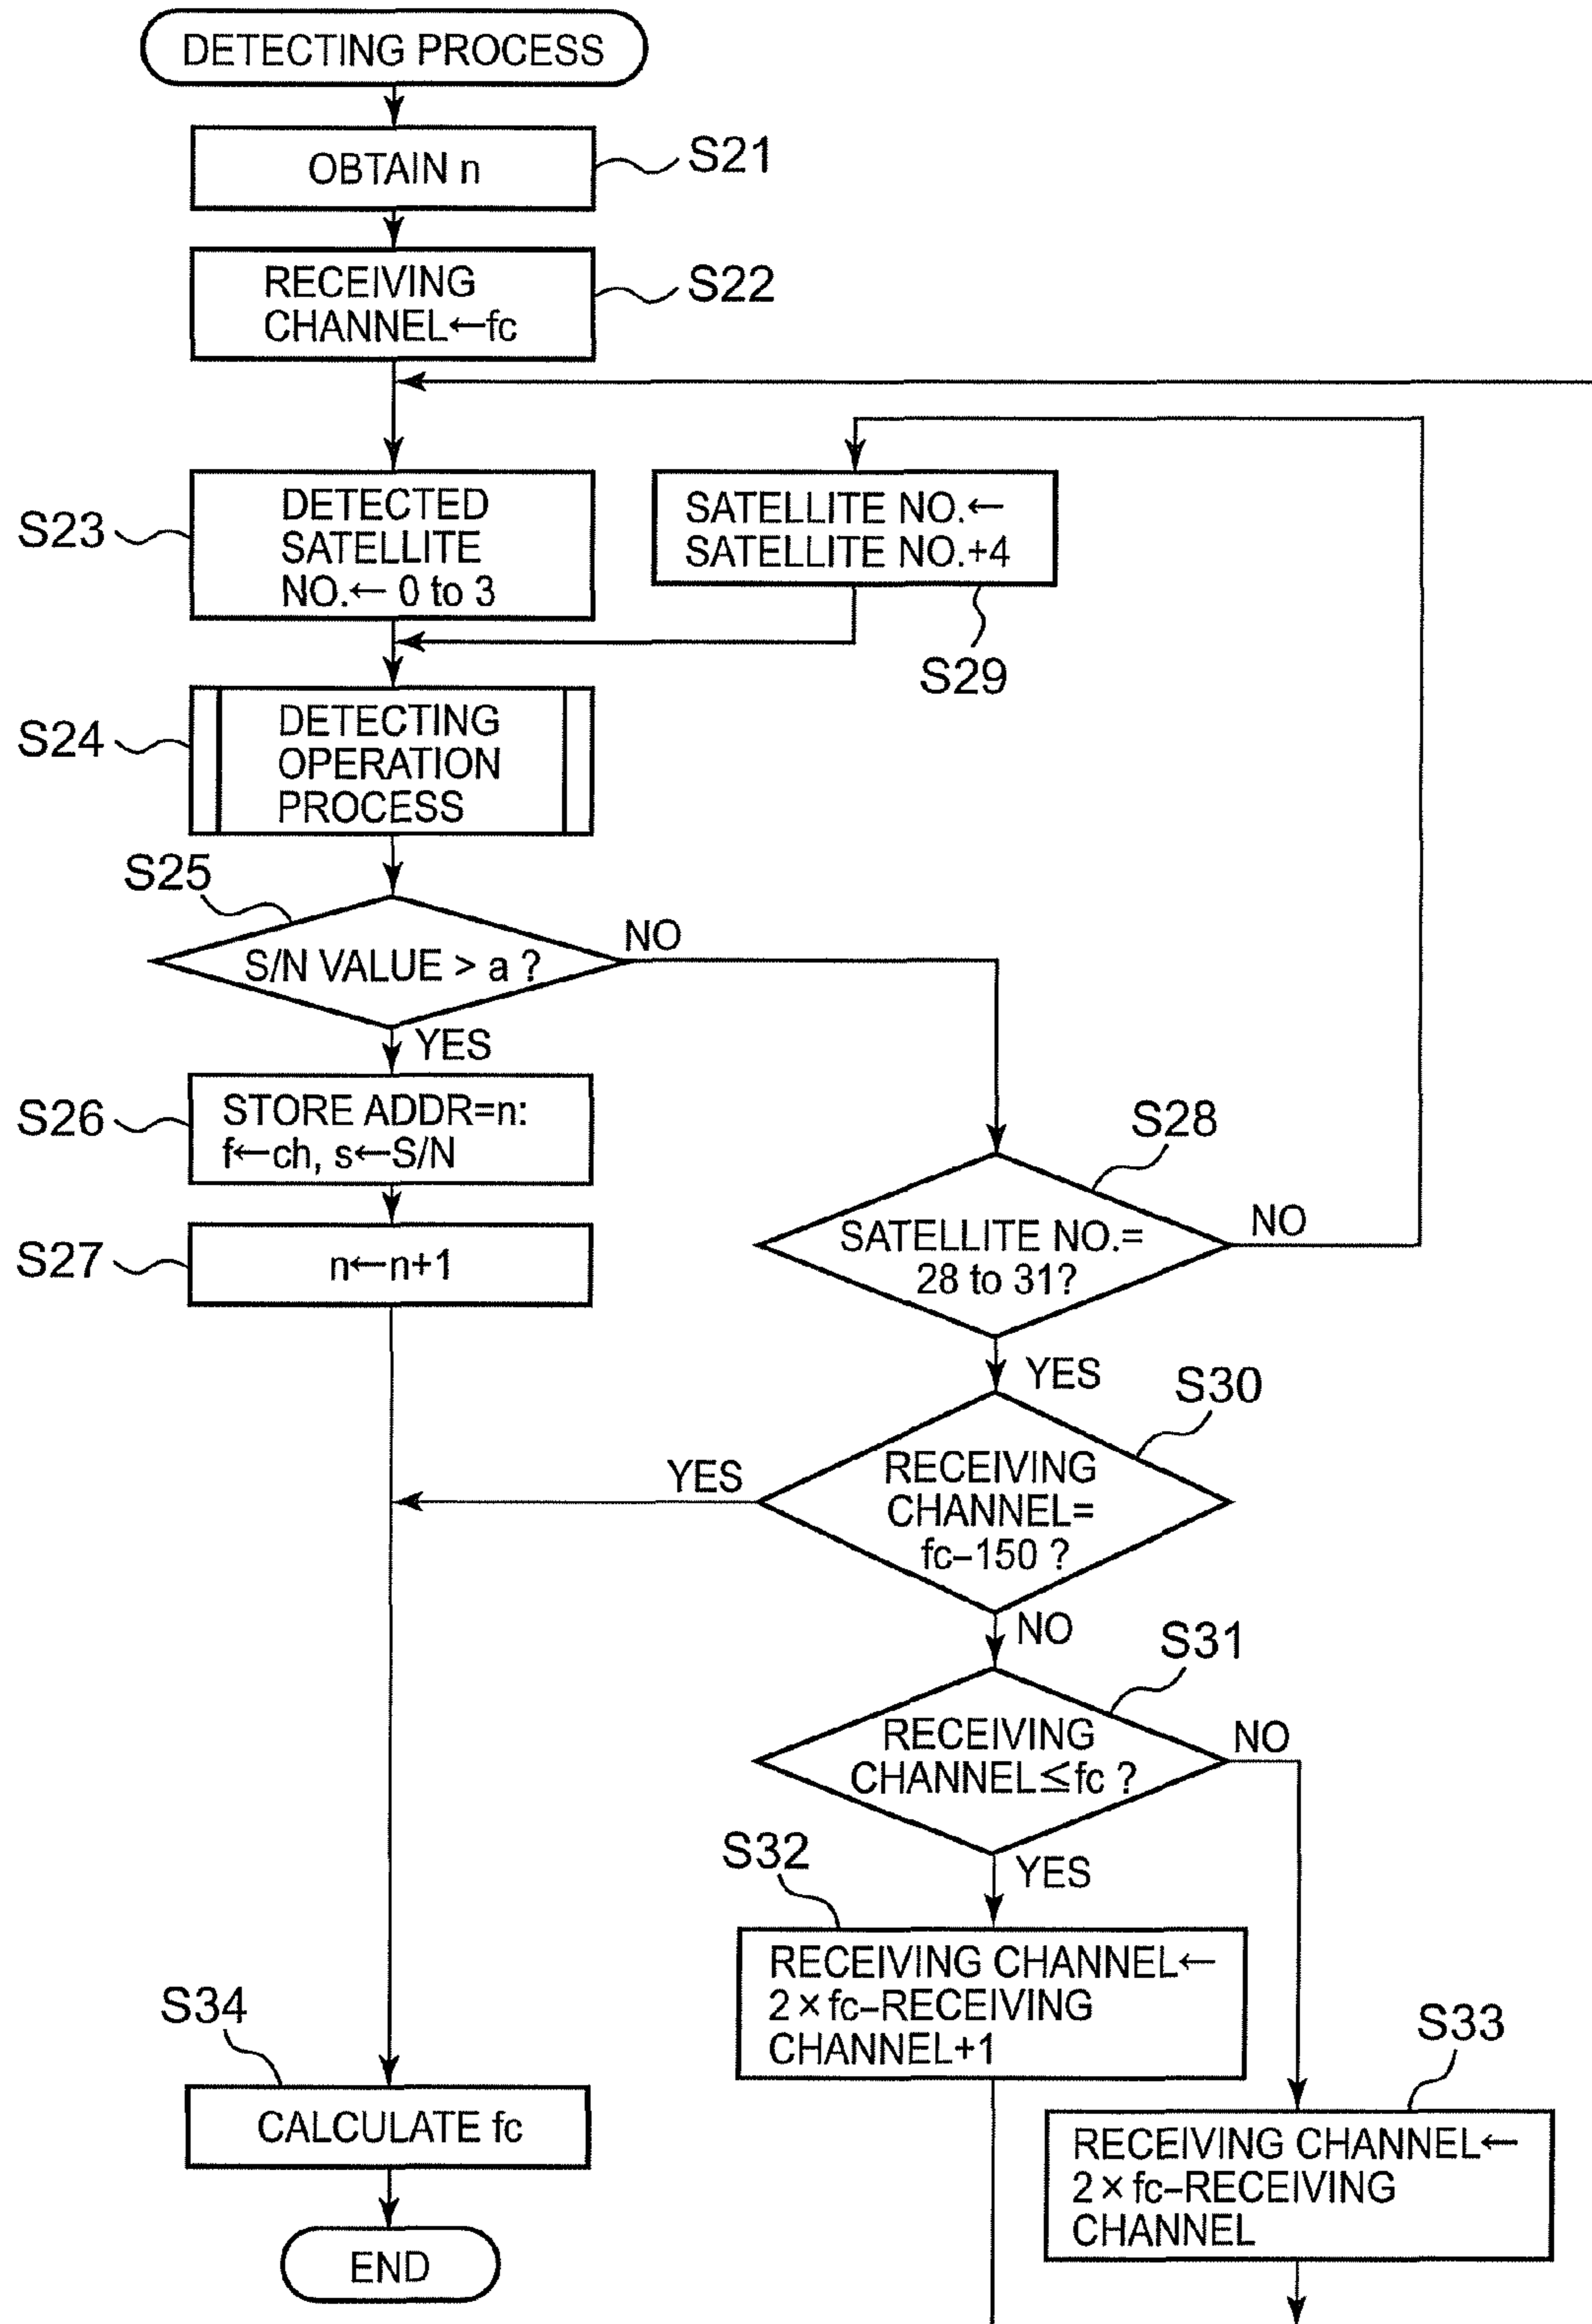 DETECTING PROCESS
OBTAIN n
S21
RECEIVING
CHANNEL←fc
S22
S23
DETECTED
SATELLITE
NO.← 0 to 3
SATELLITE NO.←
SATELLITE NO.+4
S29
S24
DETECTING
OPERATION
PROCESS
S25
S/N VALUE > a ?
NO
YES
S26
STORE ADDR=n:
f←ch, s←S/N
S27
n←n+1
S28
SATELLITE NO.=
28 to 31?
NO
YES
S30
RECEIVING
CHANNEL=
fc–150 ?
YES
NO
S31
RECEIVING
CHANNEL≦fc ?
NO
YES
S32
RECEIVING CHANNEL←
2 × fc–RECEIVING
CHANNEL+1
S33
RECEIVING CHANNEL←
2 × fc–RECEIVING
CHANNEL
S34
CALCULATE fc
END